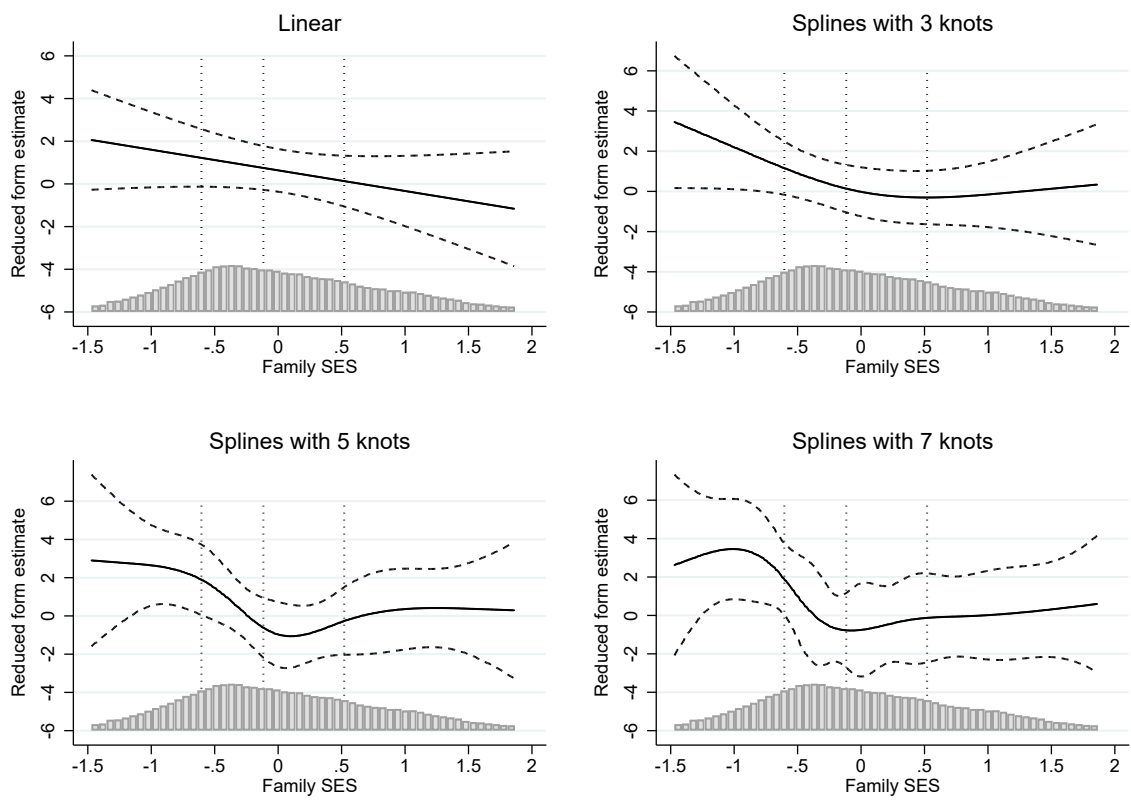 Linear
Reduced form estimate
6
4
2
0
-2
-4
-6
-1.5 -1 -.5 0 .5 1 1.5 2
Family SES
Splines with 3 knots
Reduced form estimate
6
4
2
0
-2
-4
-6
-1.5 -1 -.5 0 .5 1 1.5 2
Family SES
Splines with 5 knots
Reduced form estimate
6
4
2
0
-2
-4
-6
-1.5 -1 -.5 0 .5 1 1.5 2
Family SES
Splines with 7 knots
Reduced form estimate
6
4
2
0
-2
-4
-6
-1.5 -1 -.5 0 .5 1 1.5 2
Family SES